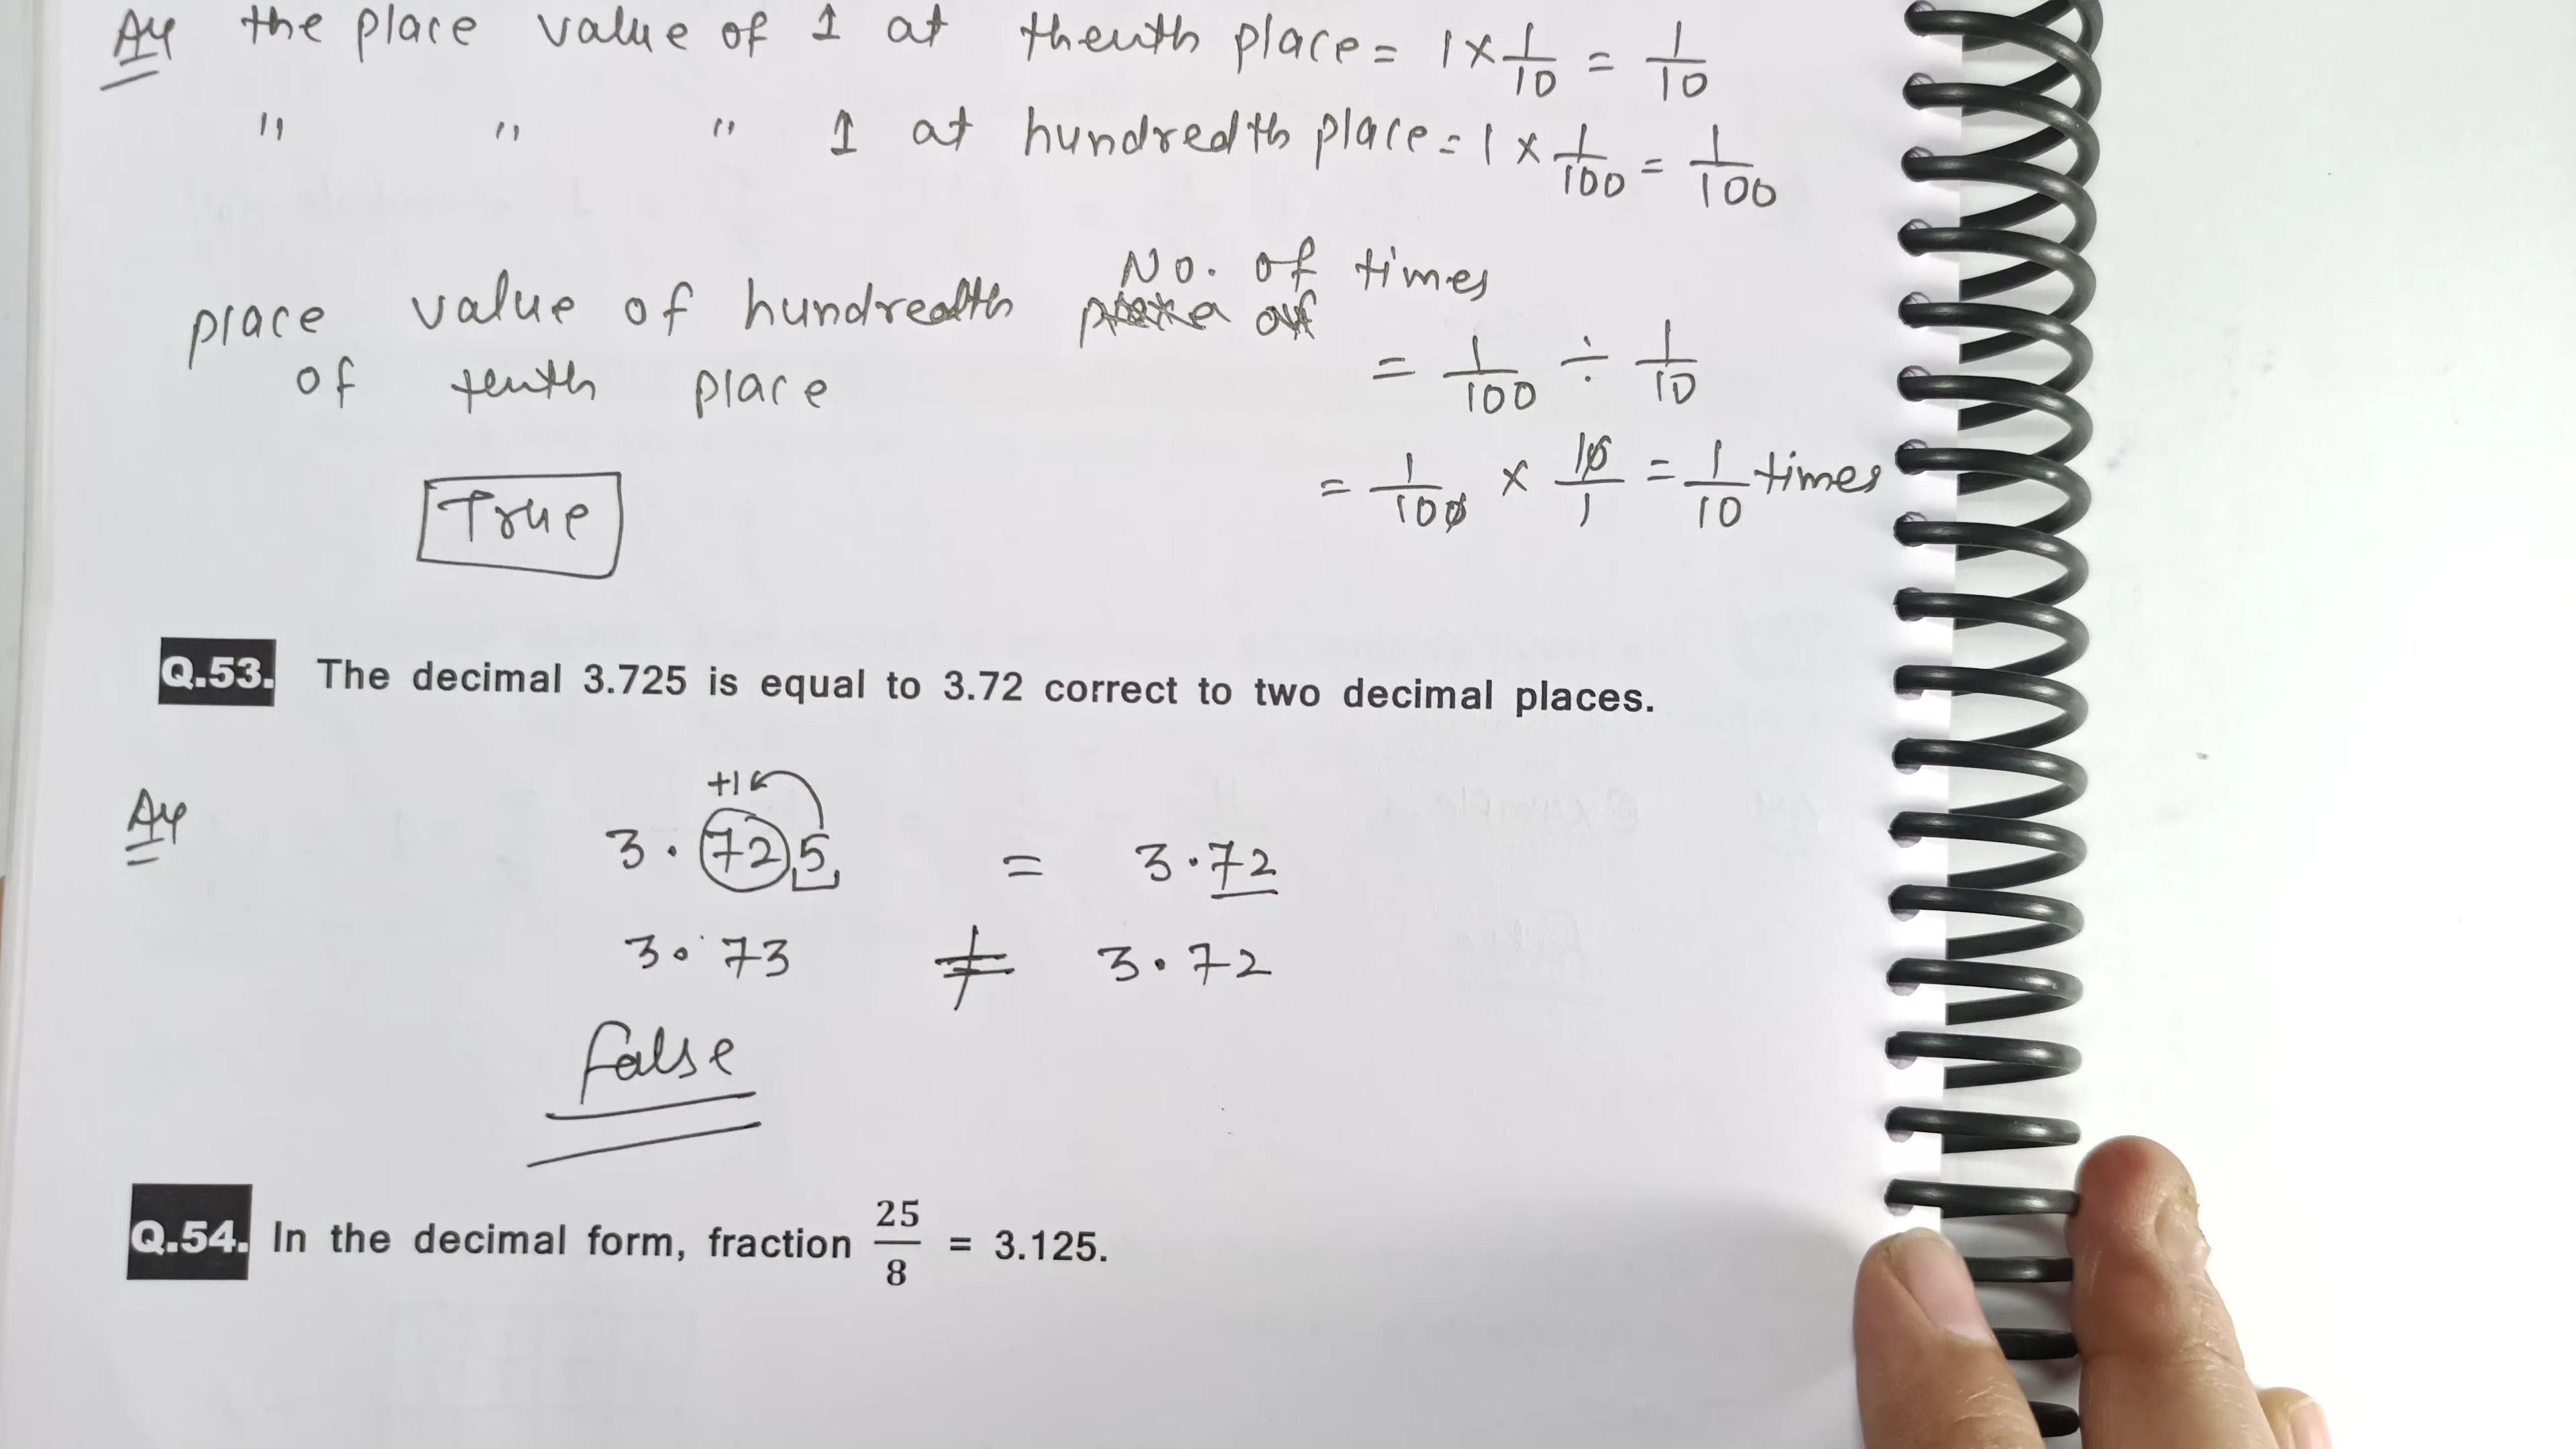 Ay the place value of 1 at thenth place = 1 × 1/10 = 1/10
" " " 1 at hundredth place = 1 × 1/100 = 1/100
No. of times
place value of hundredth
of tenth place
= 1/100 ÷ 1/10
= 1/100 × 10/1 = 1/10 times
True
Q.53. The decimal 3.725 is equal to 3.72 correct to two decimal places.
+1
Ay 3.725 = 3.72
3.73 ≠ 3.72
False
Q.54. In the decimal form, fraction 25/8 = 3.125.